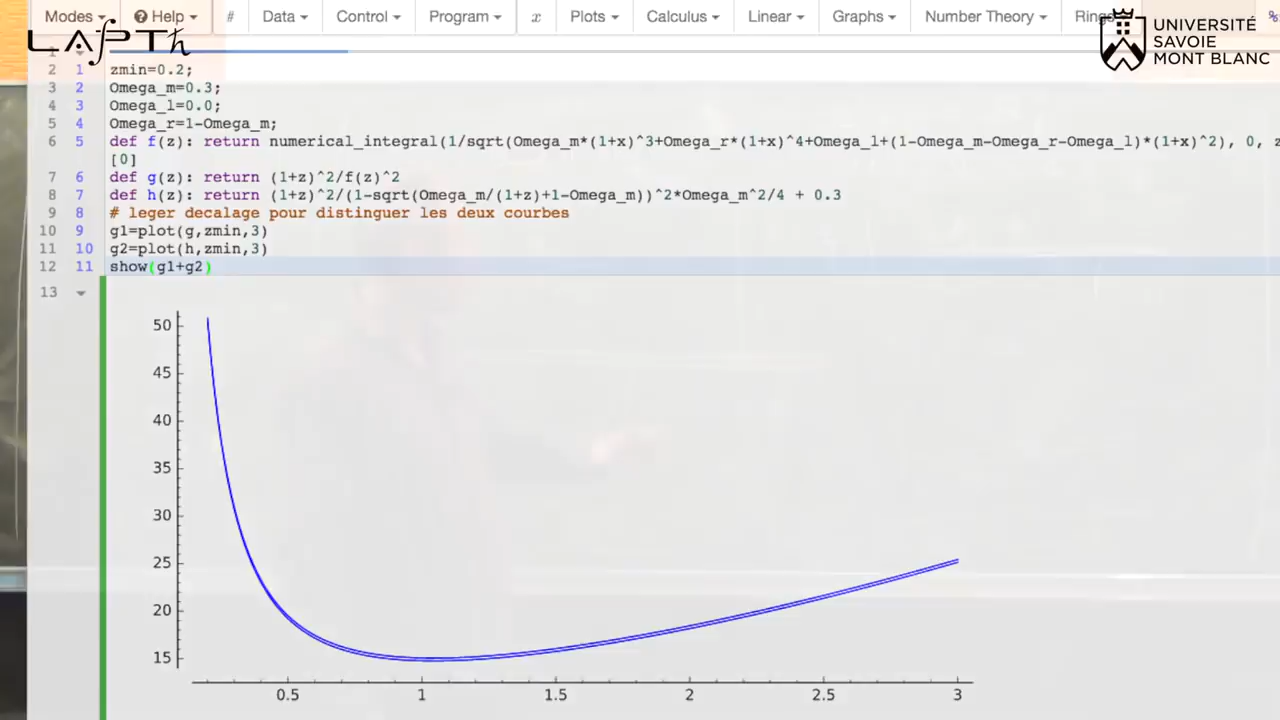 Modes Help # Data Control Program x Plots Calculus Linear Graphs Number Theory Rings
LAPTh
UNIVERSITÉ
SAVOIE
MONT BLANC
1
2 1 zmin=0.2;
3 2 Omega_m=0.3;
4 3 Omega_l=0.0;
5 4 Omega_r=1-Omega_m;
6 5 def f(z): return numerical_integral(1/sqrt(Omega_m*(1+x)^3+Omega_r*(1+x)^4+Omega_l+(1-Omega_m-Omega_r-Omega_l)*(1+x)^2), 0, z
[0]
7 6 def g(z): return (1+z)^2/f(z)^2
8 7 def h(z): return (1+z)^2/(1-sqrt(Omega_m/(1+z)+1-Omega_m))^2*Omega_m^2/4 + 0.3
9 8 # leger decalage pour distinguer les deux courbes
10 9 g1=plot(g,zmin,3)
11 10 g2=plot(h,zmin,3)
12 11 show(g1+g2)
13
50
45
40
35
30
25
20
15
0.5 1 1.5 2 2.5 3